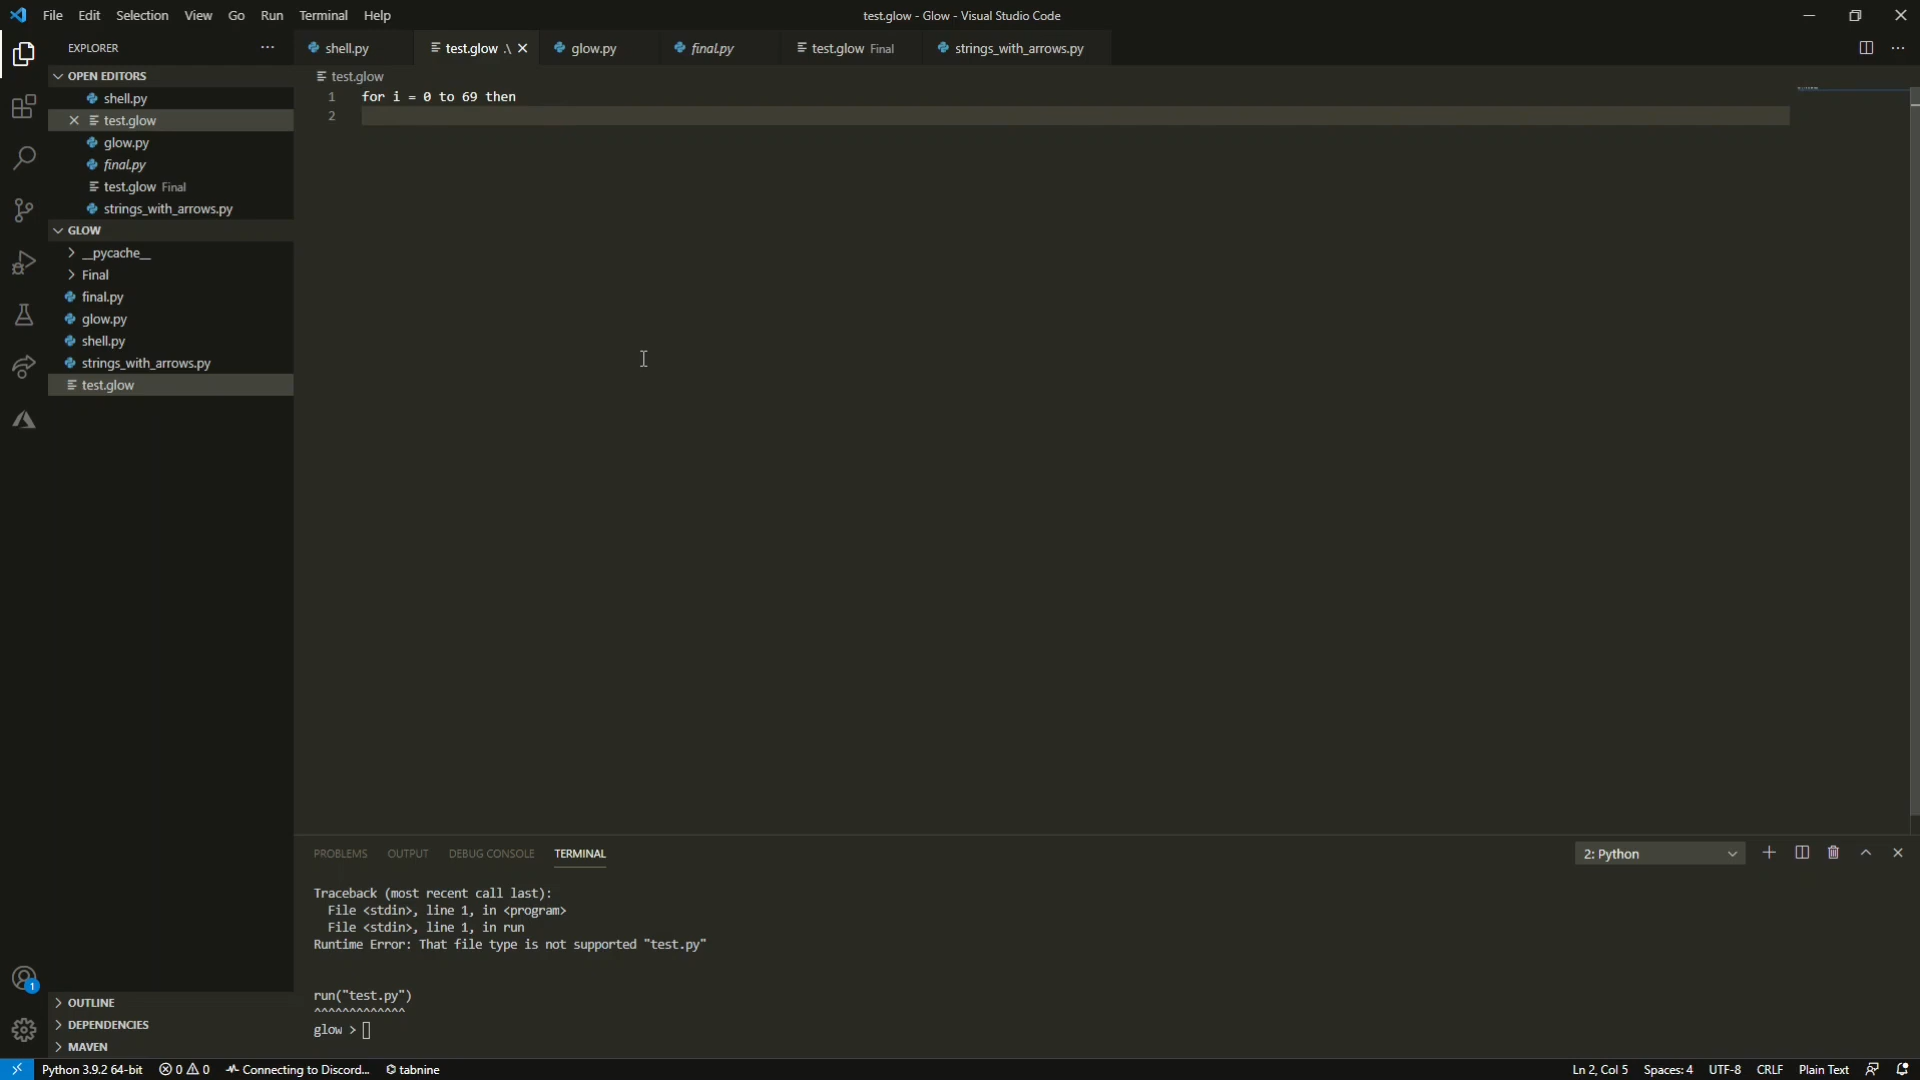 File Edit Selection View Go Run Terminal Help
test.glow - Glow - Visual Studio Code
EXPLORER
shell.py
test.glow .\
glow.py
final.py
test.glow Final
strings_with_arrows.py
OPEN EDITORS
shell.py
test.glow
glow.py
final.py
test.glow Final
strings_with_arrows.py
GLOW
__pycache__
Final
final.py
glow.py
shell.py
strings_with_arrows.py
test.glow
OUTLINE
DEPENDENCIES
MAVEN
1
test.glow
1 for i = 0 to 69 then
2
PROBLEMS OUTPUT DEBUG CONSOLE TERMINAL
2: Python
Traceback (most recent call last):
File <stdin>, line 1, in <program>
File <stdin>, line 1, in run
Runtime Error: That file type is not supported "test.py"
run("test.py")
^^^^^^^^^^^^^
glow >
Python 3.9.2 64-bit 0 0 Connecting to Discord... tabnine
Ln 2, Col 5 Spaces: 4 UTF-8 CRLF Plain Text